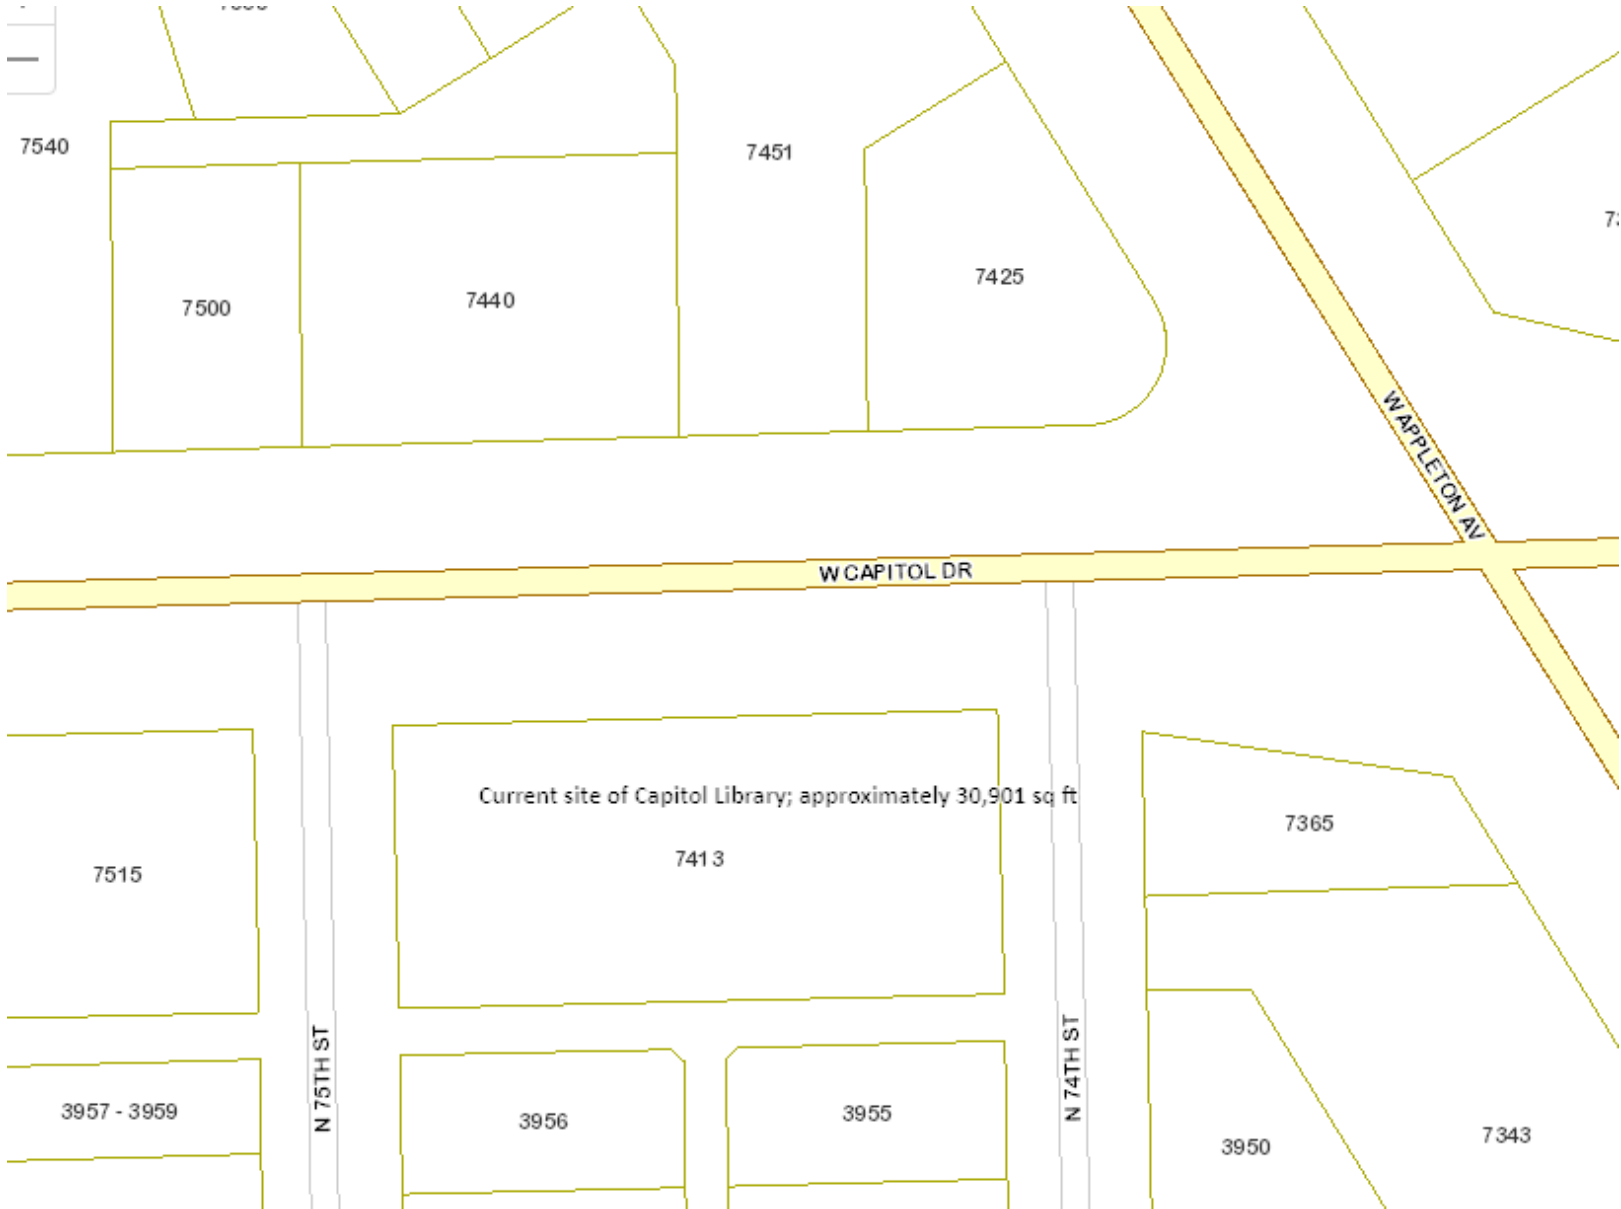 7540
7451
7425
7500
7440
W APPLETON AV
W CAPITOL DR
Current site of Capitol Library; approximately 30,901 sq ft
7365
7413
7515
N 75TH ST
N 74TH ST
3957 - 3959
3956
3955
3950
7343